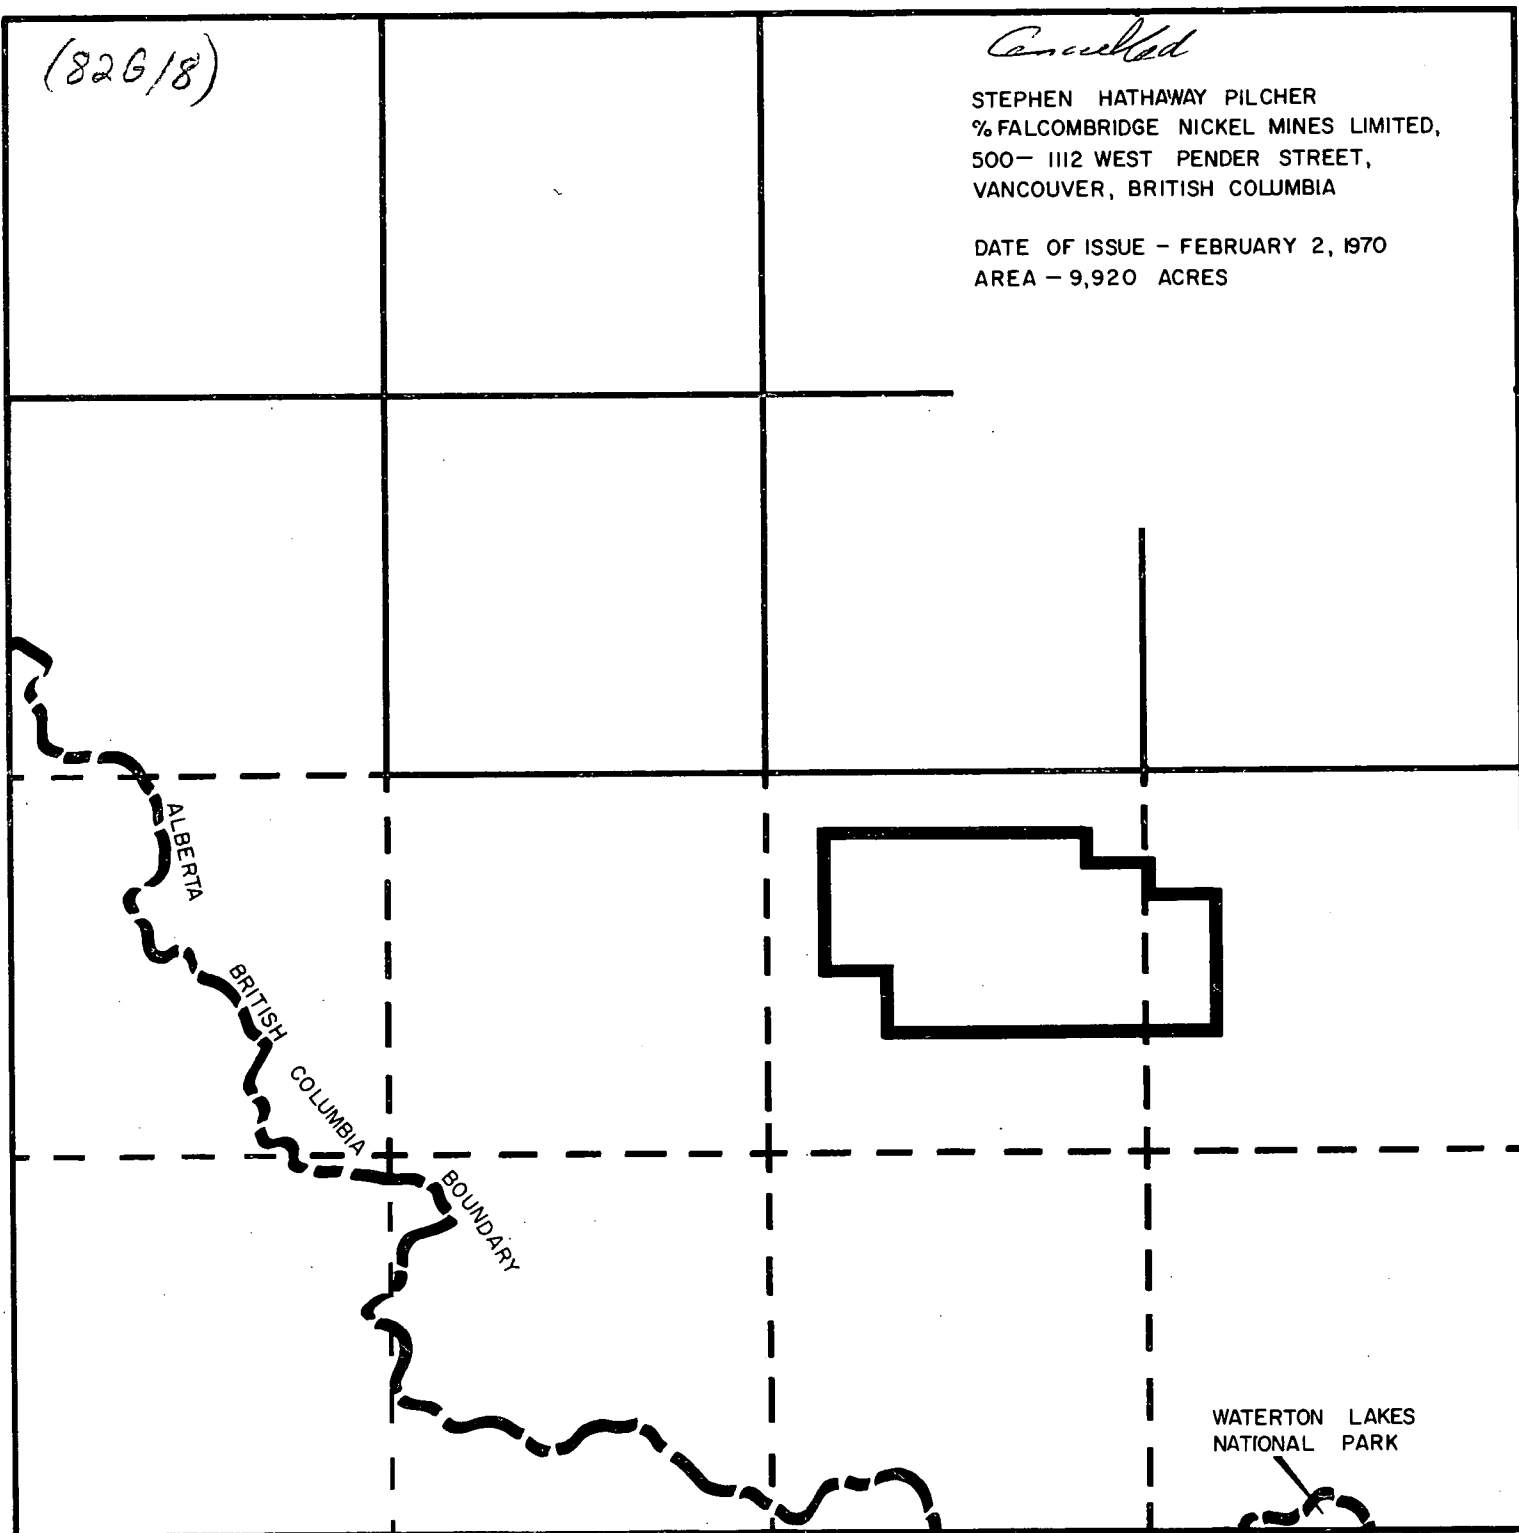 (82G/8)
Cancelled
STEPHEN HATHAWAY PILCHER
% FALCOMBRIDGE NICKEL MINES LIMITED,
500- 1112 WEST PENDER STREET,
VANCOUVER, BRITISH COLUMBIA
DATE OF ISSUE - FEBRUARY 2, 1970
AREA - 9,920 ACRES
ALBERTA
BRITISH
COLUMBIA
BOUNDARY
WATERTON LAKES
NATIONAL PARK